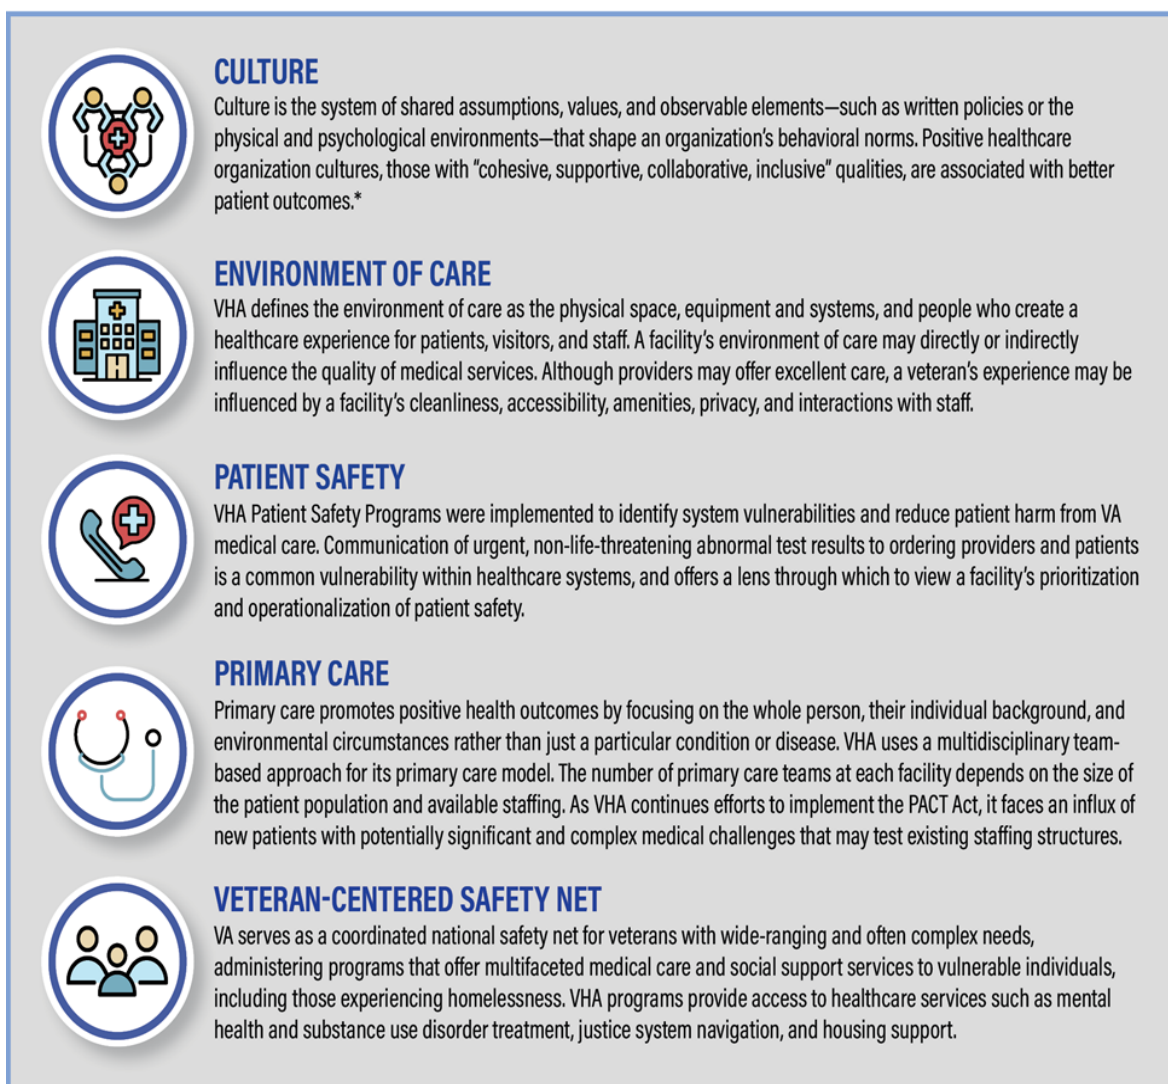 CULTURE
Culture is the system of shared assumptions, values, and observable elements—such as written policies or the
physical and psychological environments—that shape an organization's behavioral norms. Positive healthcare
organization cultures, those with "cohesive, supportive, collaborative, inclusive" qualities, are associated with better
patient outcomes.*
ENVIRONMENT OF CARE
VHA defines the environment of care as the physical space, equipment and systems, and people who create a
healthcare experience for patients, visitors, and staff. A facility's environment of care may directly or indirectly
influence the quality of medical services. Although providers may offer excellent care, a veteran's experience may be
influenced by a facility's cleanliness, accessibility, amenities, privacy, and interactions with staff.
PATIENT SAFETY
VHA Patient Safety Programs were implemented to identify system vulnerabilities and reduce patient harm from VA
medical care. Communication of urgent, non-life-threatening abnormal test results to ordering providers and patients
is a common vulnerability within healthcare systems, and offers a lens through which to view a facility's prioritization
and operationalization of patient safety.
PRIMARY CARE
Primary care promotes positive health outcomes by focusing on the whole person, their individual background, and
environmental circumstances rather than just a particular condition or disease. VHA uses a multidisciplinary team-
based approach for its primary care model. The number of primary care teams at each facility depends on the size of
the patient population and available staffing. As VHA continues efforts to implement the PACT Act, it faces an influx of
new patients with potentially significant and complex medical challenges that may test existing staffing structures.
VETERAN-CENTERED SAFETY NET
VA serves as a coordinated national safety net for veterans with wide-ranging and often complex needs,
administering programs that offer multifaceted medical care and social support services to vulnerable individuals,
including those experiencing homelessness. VHA programs provide access to healthcare services such as mental
health and substance use disorder treatment, justice system navigation, and housing support.